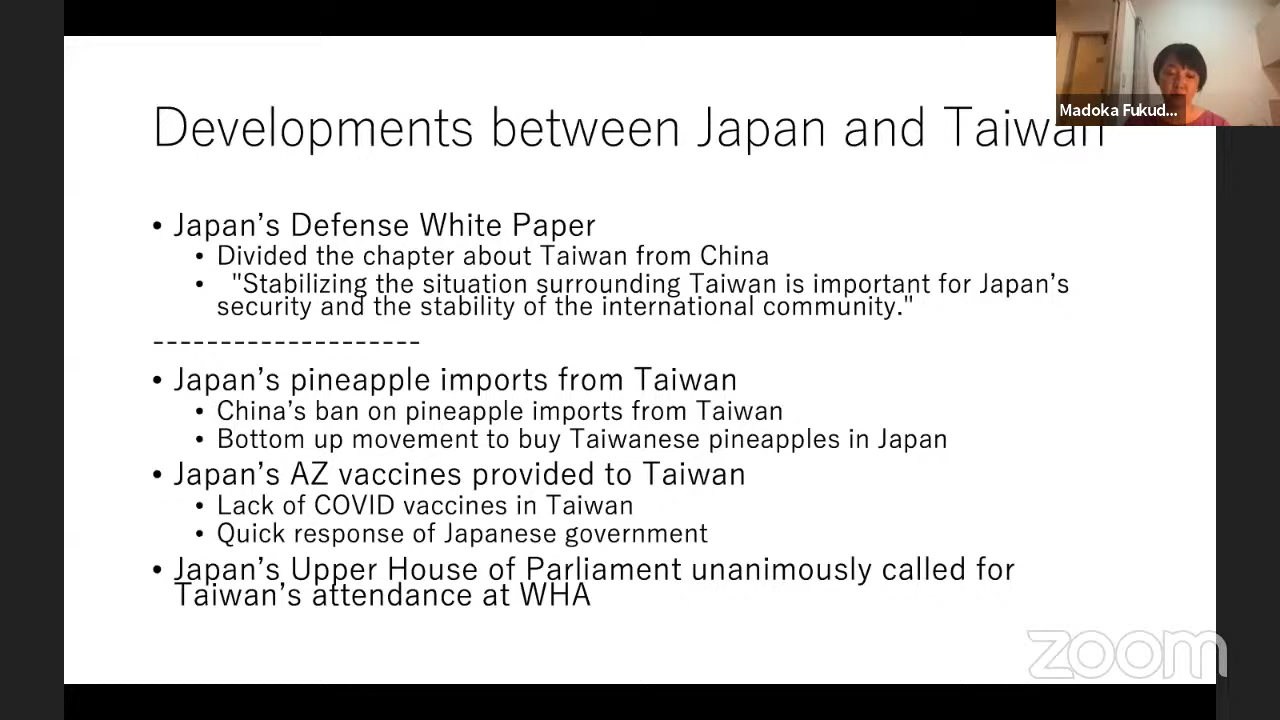 Developments between Japan and Taiwan
Madoka Fukud...
• Japan's Defense White Paper
• Divided the chapter about Taiwan from China
• "Stabilizing the situation surrounding Taiwan is important for Japan's
security and the stability of the international community."
--------------------
• Japan's pineapple imports from Taiwan
• China's ban on pineapple imports from Taiwan
• Bottom up movement to buy Taiwanese pineapples in Japan
• Japan's AZ vaccines provided to Taiwan
• Lack of COVID vaccines in Taiwan
• Quick response of Japanese government
• Japan's Upper House of Parliament unanimously called for
Taiwan's attendance at WHA
zoom